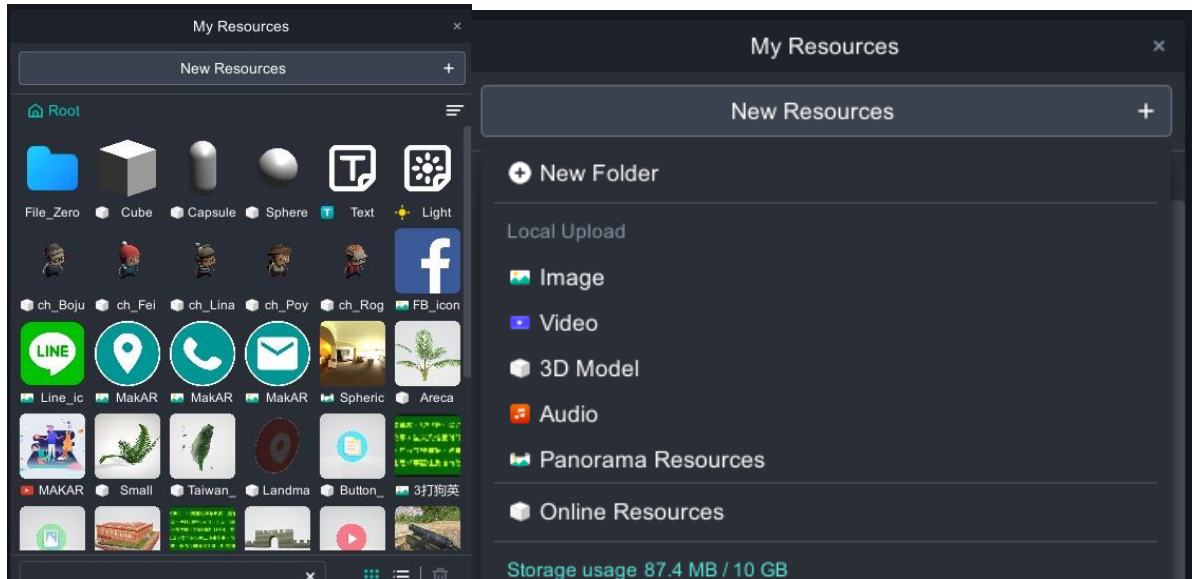 My Resources ×
New Resources +
Root
File_Zero Cube Capsule Sphere Text Light
ch_Boju ch_Fei ch_Lina ch_Poy ch_Rog FB_icon
LINE
Line_ic MakAR MakAR MakAR Spheric Areca
MAKAR Small Taiwan_ Landma Button_ 3打狗英
My Resources ×
New Resources +
New Folder
Local Upload
Image
Video
3D Model
Audio
Panorama Resources
Online Resources
Storage usage 87.4 MB / 10 GB